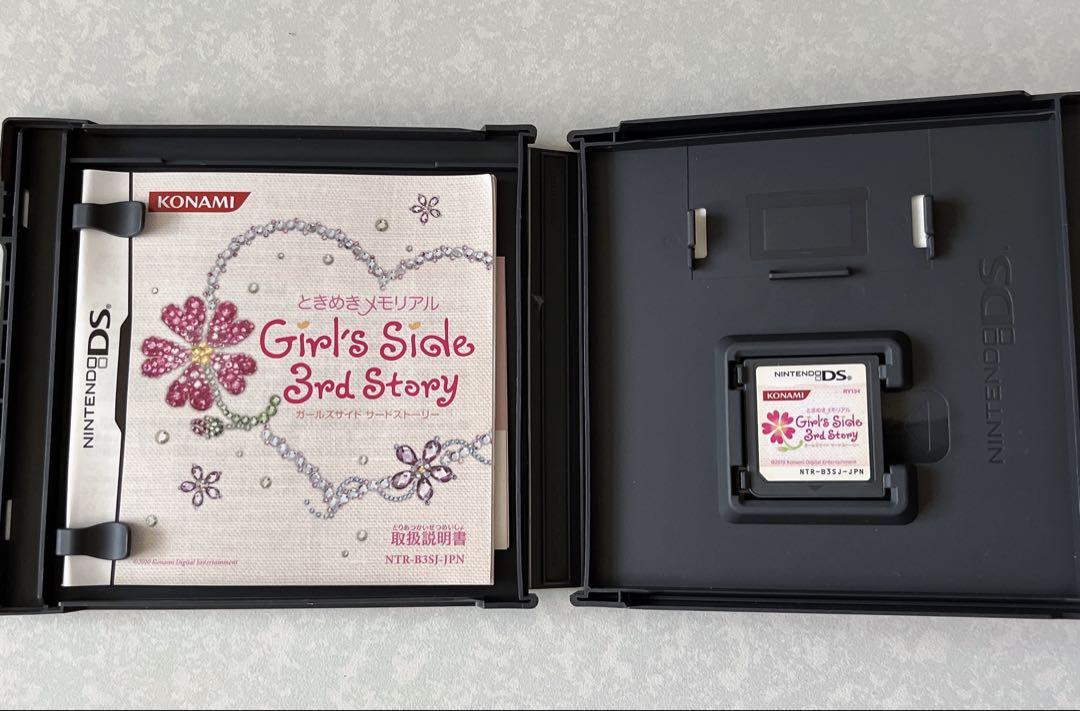 KONAMI
ときめきメモリアル
Girl's Side
3rd Story
ガールズサイド サードストーリー
とりあつかいせつめいしょ
取扱説明書
NTR-B3SJ-JPN
©2010 Konami Digital Entertainment
NINTENDO DS
NINTENDO DS
KONAMI
RY134
ときめきメモリアル
Girl's Side
3rd Story
ガールズサイド サードストーリー
©2010 Konami Digital Entertainment
NTR-B3SJ-JPN
NINTENDO DS